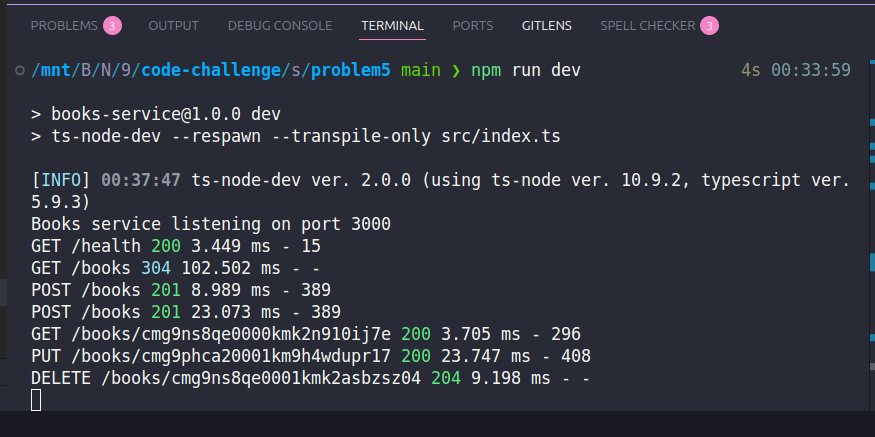 PROBLEMS 3 OUTPUT DEBUG CONSOLE TERMINAL PORTS GITLENS SPELL CHECKER 3
/mnt/B/N/9/code-challenge/s/problem5 main ❯ npm run dev 4s 00:33:59
> books-service@1.0.0 dev
> ts-node-dev --respawn --transpile-only src/index.ts
[INFO] 00:37:47 ts-node-dev ver. 2.0.0 (using ts-node ver. 10.9.2, typescript ver.
5.9.3)
Books service listening on port 3000
GET /health 200 3.449 ms - 15
GET /books 304 102.502 ms - -
POST /books 201 8.989 ms - 389
POST /books 201 23.073 ms - 389
GET /books/cmg9ns8qe0000kmk2n910ij7e 200 3.705 ms - 296
PUT /books/cmg9phca20001km9h4wdupr17 200 23.747 ms - 408
DELETE /books/cmg9ns8qe0001kmk2asbzsz04 204 9.198 ms - -